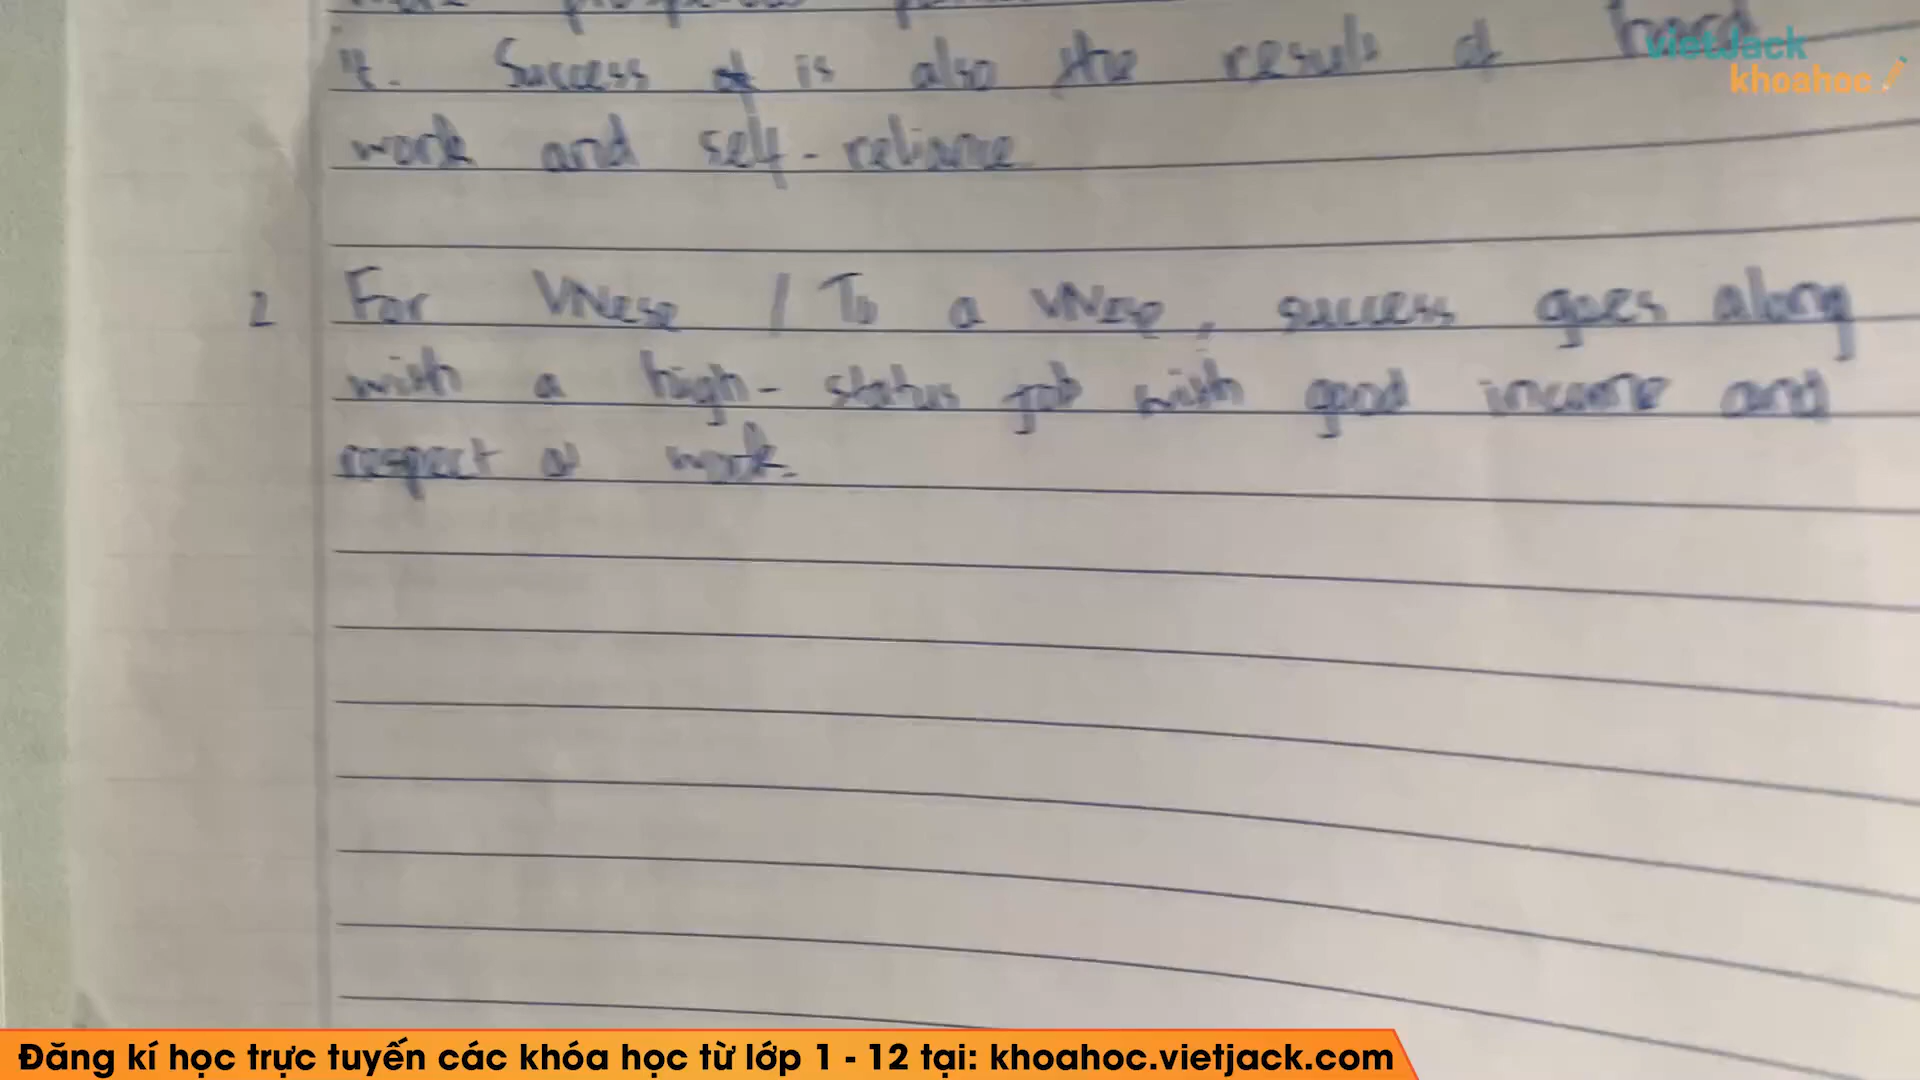 it. Success of is also the result of hard
work and self-reliance
2 For VNese / To a VNese, success goes along
with a high-status job with good income and
respect at work.
vietJack
khoahoc
Đăng kí học trực tuyến các khóa học từ lớp 1 - 12 tại: khoahoc.vietjack.com